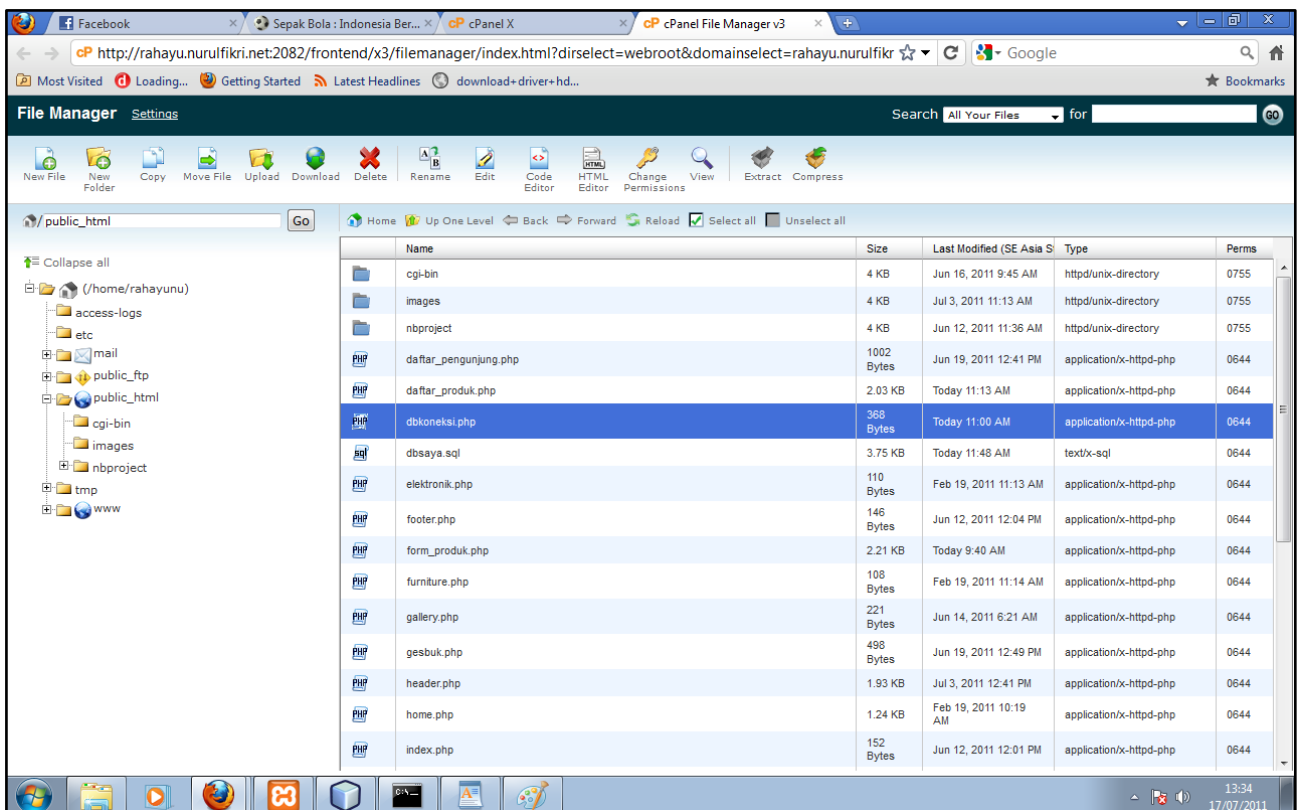 Facebook
Sepak Bola : Indonesia Ber...
cP cPanel X
cP cPanel File Manager v3
cP http://rahayu.nurulfikri.net:2082/frontend/x3/filemanager/index.html?dirselect=webroot&domainselect=rahayu.nurulfikr
Google
Most Visited
Loading...
Getting Started
Latest Headlines
download+driver+hd...
Bookmarks
File Manager Settings
Search All Your Files for GO
New File
New Folder
Copy
Move File
Upload
Download
Delete
Rename
Edit
Code Editor
HTML Editor
Change Permissions
View
Extract
Compress
/ public_html Go
Home Up One Level Back Forward Reload Select all Unselect all
Collapse all
(/home/rahayunu)
access-logs
etc
mail
public_ftp
public_html
cgi-bin
images
nbproject
tmp
www
Name Size Last Modified (SE Asia S Type Perms
cgi-bin 4 KB Jun 16, 2011 9:45 AM httpd/unix-directory 0755
images 4 KB Jul 3, 2011 11:13 AM httpd/unix-directory 0755
nbproject 4 KB Jun 12, 2011 11:36 AM httpd/unix-directory 0755
daftar_pengunjung.php 1002 Bytes Jun 19, 2011 12:41 PM application/x-httpd-php 0644
daftar_produk.php 2.03 KB Today 11:13 AM application/x-httpd-php 0644
dbkoneksi.php 368 Bytes Today 11:00 AM application/x-httpd-php 0644
dbsaya.sql 3.75 KB Today 11:48 AM text/x-sql 0644
elektronik.php 110 Bytes Feb 19, 2011 11:13 AM application/x-httpd-php 0644
footer.php 146 Bytes Jun 12, 2011 12:04 PM application/x-httpd-php 0644
form_produk.php 2.21 KB Today 9:40 AM application/x-httpd-php 0644
furniture.php 108 Bytes Feb 19, 2011 11:14 AM application/x-httpd-php 0644
gallery.php 221 Bytes Jun 14, 2011 6:21 AM application/x-httpd-php 0644
gesbuk.php 498 Bytes Jun 19, 2011 12:49 PM application/x-httpd-php 0644
header.php 1.93 KB Jul 3, 2011 12:41 PM application/x-httpd-php 0644
home.php 1.24 KB Feb 19, 2011 10:19 AM application/x-httpd-php 0644
index.php 152 Bytes Jun 12, 2011 12:01 PM application/x-httpd-php 0644
13:34
17/07/2011